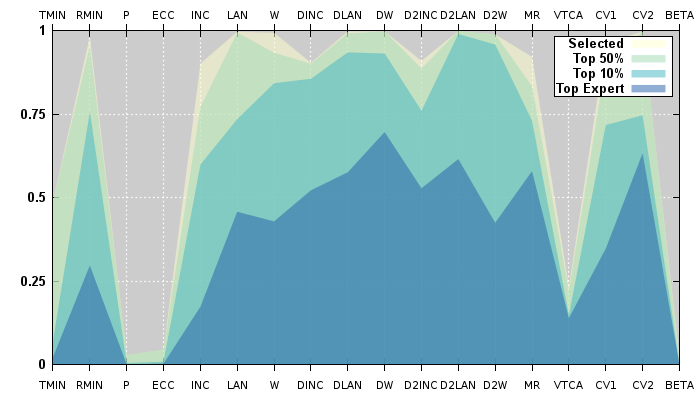 TMIN RMIN P ECC INC LAN W DINC DLAN DW D2INC D2LAN D2W MR VTCA CV1 CV2 BETA
1
Selected
Top 50%
Top 10%
Top Expert
0.75
0.5
0.25
0
TMIN RMIN P ECC INC LAN W DINC DLAN DW D2INC D2LAN D2W MR VTCA CV1 CV2 BETA